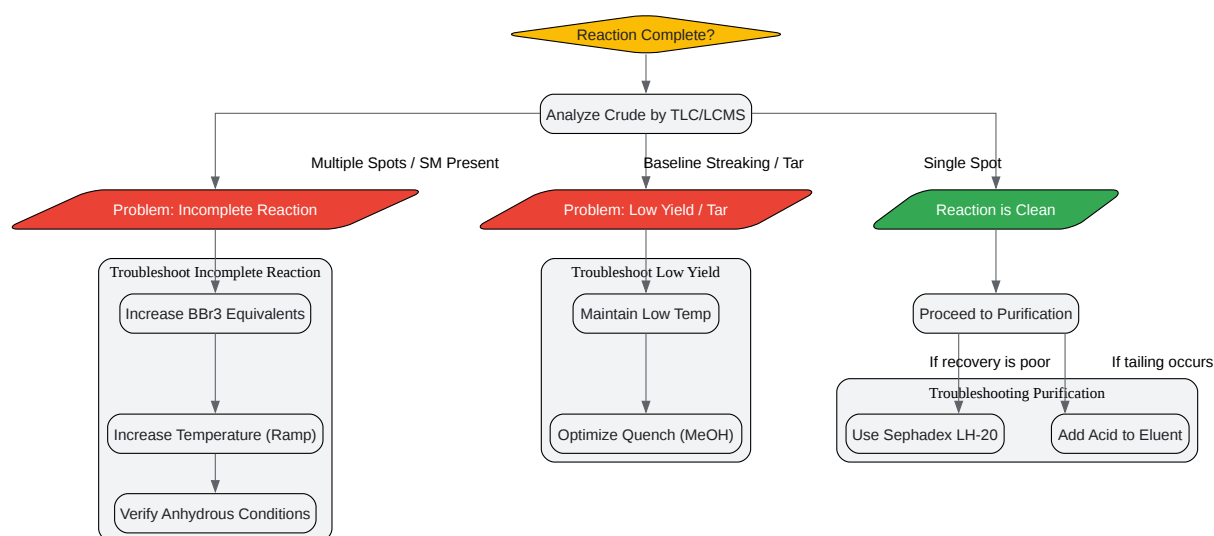 Reaction Complete?
Analyze Crude by TLC/LCMS
Multiple Spots / SM Present
Baseline Streaking / Tar
Single Spot
Problem: Incomplete Reaction
Problem: Low Yield / Tar
Reaction is Clean
Troubleshoot Incomplete Reaction
Troubleshoot Low Yield
Increase BBr3 Equivalents
Maintain Low Temp
Proceed to Purification
If recovery is poor
If tailing occurs
Troubleshooting Purification
Increase Temperature (Ramp)
Optimize Quench (MeOH)
Use Sephadex LH-20
Add Acid to Eluent
Verify Anhydrous Conditions